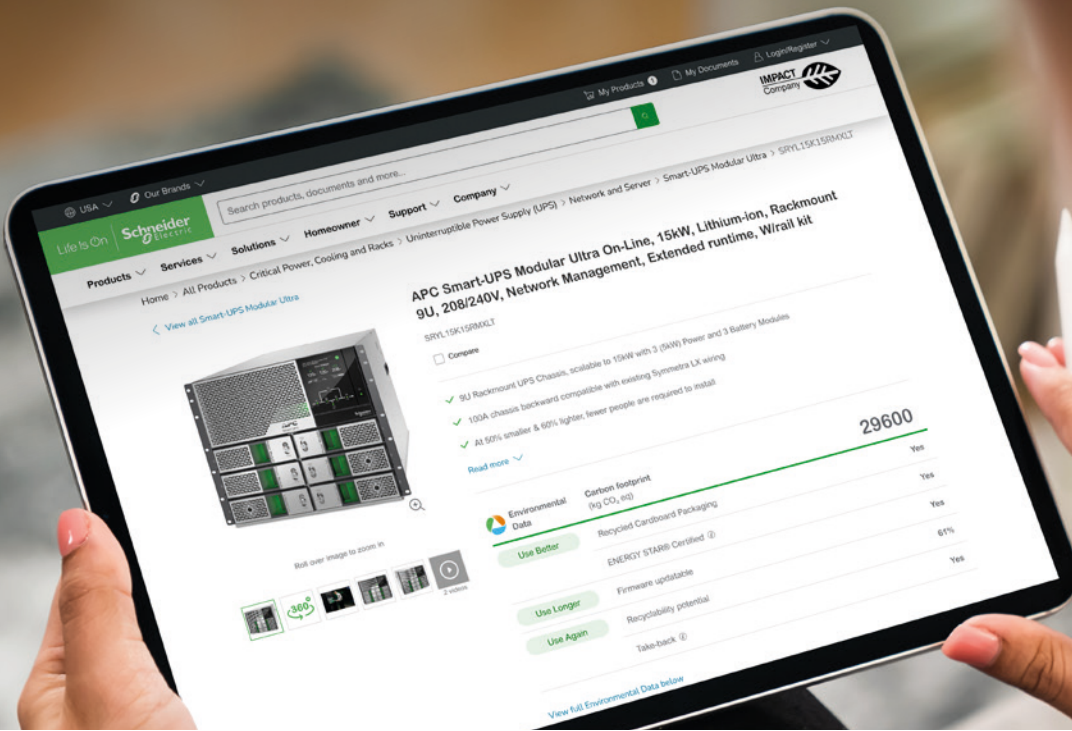 USA
Our Brands
My Products 1
My Documents
Login/Register
Life Is On
Schneider
Electric
Search products, documents and more...
IMPACT
Company
Products
Services
Solutions
Homeowner
Support
Company
Home > All Products > Critical Power, Cooling and Racks > Uninterruptible Power Supply (UPS) > Network and Server > Smart-UPS Modular Ultra > SRYL15K15RMXLT
View all Smart-UPS Modular Ultra
APC Smart-UPS Modular Ultra On-Line, 15kW, Lithium-ion, Rackmount
9U, 208/240V, Network Management, Extended runtime, W/rail kit
SRYL15K15RMXLT
Compare
9U Rackmount UPS Chassis, scalable to 15kW with 3 (5kW) Power and 3 Battery Modules
100A chassis backward compatible with existing Symmetra LX wiring
At 50% smaller & 60% lighter, fewer people are required to install
Read more
APC
Roll over image to zoom in
360°
2 videos
Environmental
Data
Carbon footprint
(kg CO₂ eq)
29600
Use Better
Recycled Cardboard Packaging
Yes
ENERGY STAR® Certified
Yes
Use Longer
Firmware updatable
Yes
Use Again
Recyclability potential
61%
Take-back
Yes
View full Environmental Data below